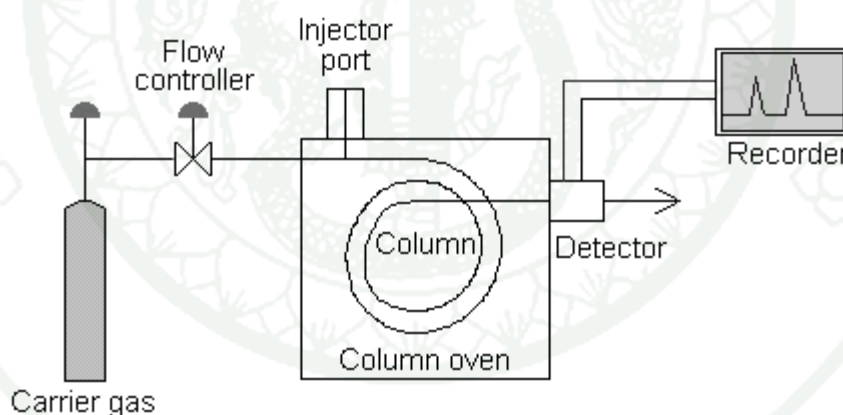 Injector
port
Flow
controller
Recorder
Column
Detector
Column oven
Carrier gas